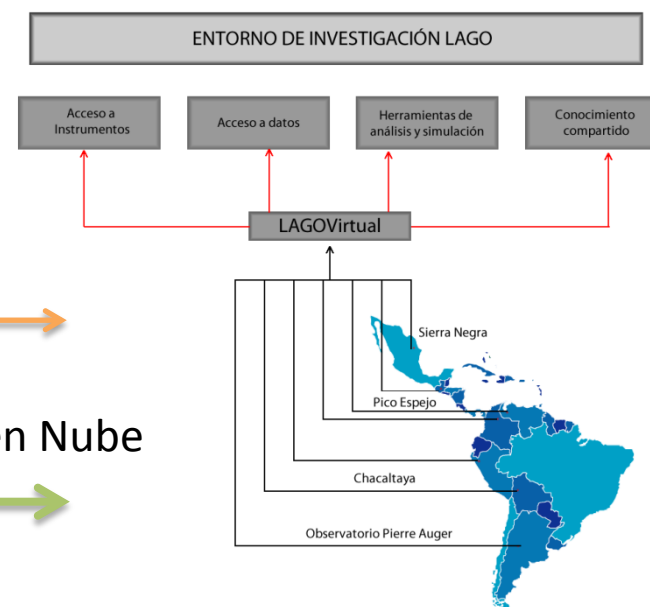 ENTORNO DE INVESTIGACIÓN LAGO
Acceso a
Instrumentos
Acceso a datos
Herramientas de
análisis y simulación
Conocimiento
compartido
LAGOVirtual
Sierra Negra
Pico Espejo
en Nube
Chacaltaya
Observatorio Pierre Auger